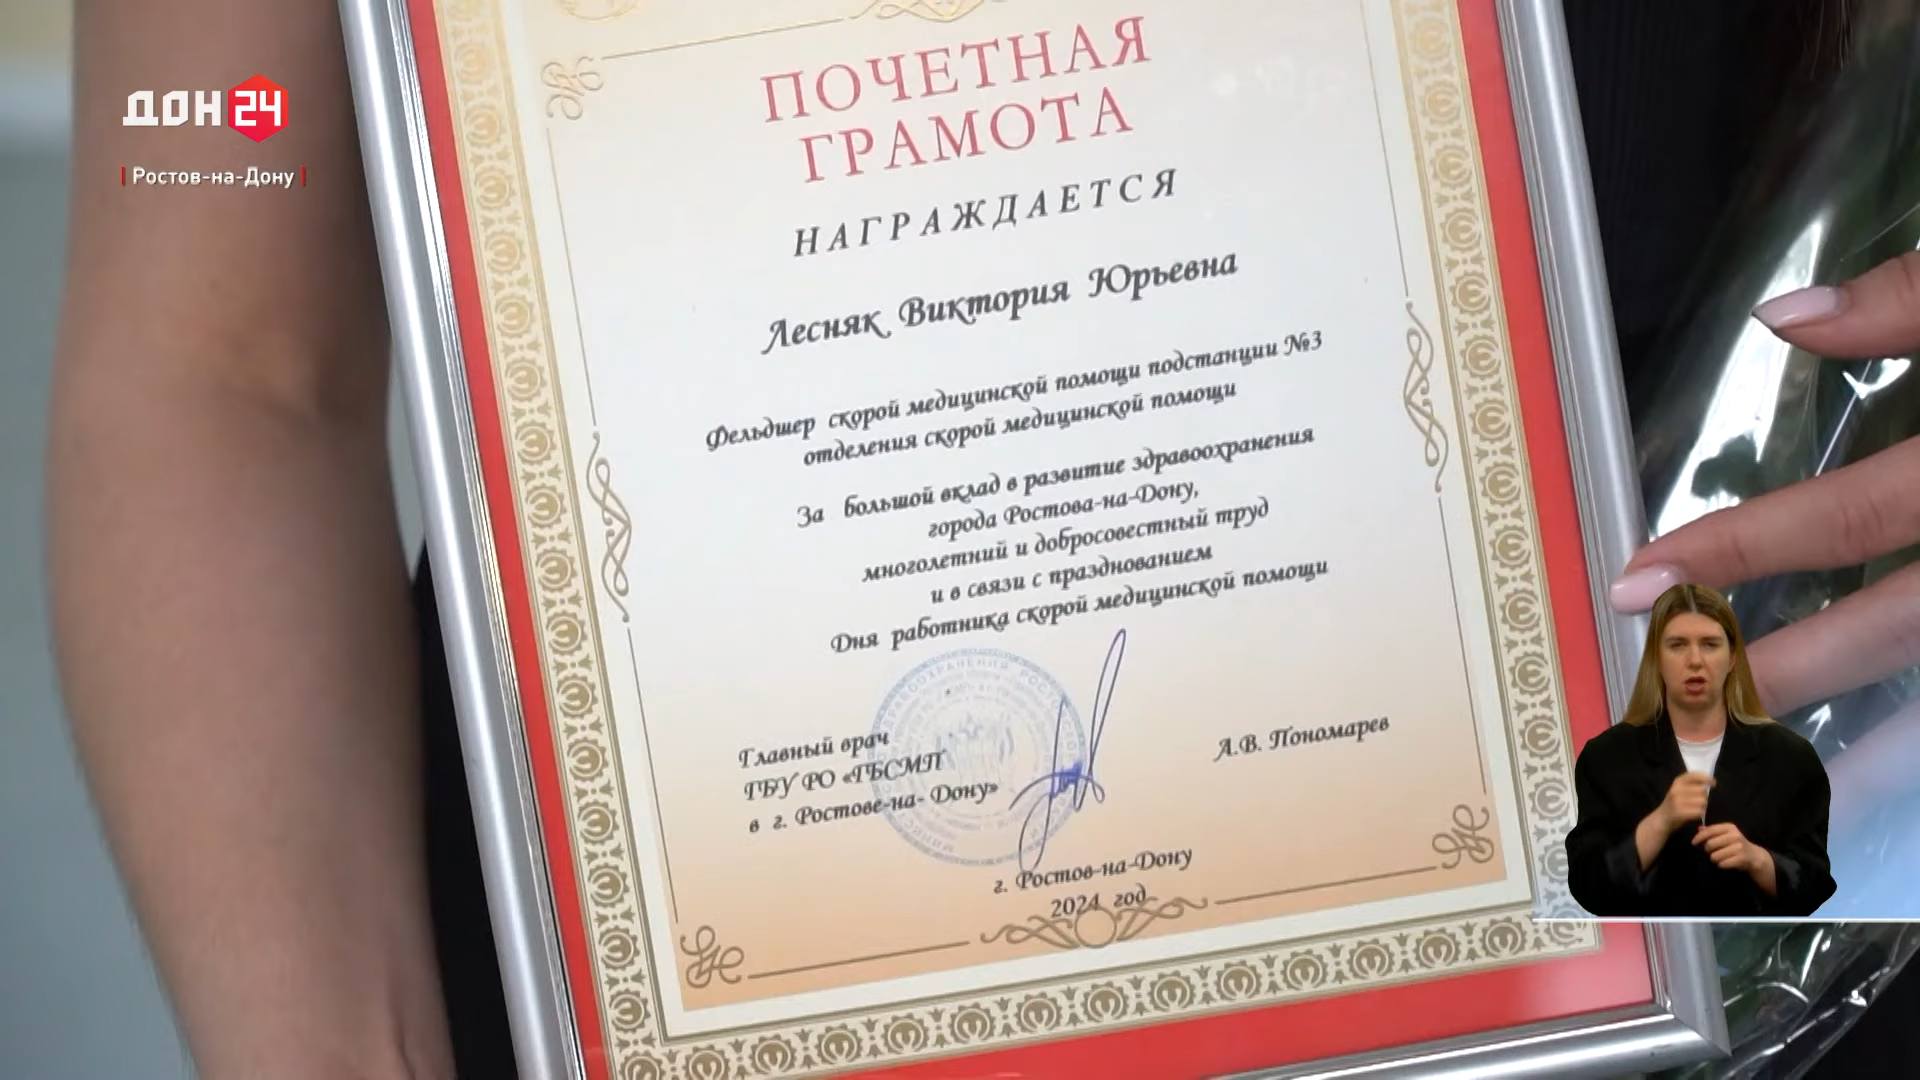 ДОН 24
Ростов-на-Дону
ПОЧЕТНАЯ
ГРАМОТА
НАГРАЖДАЕТСЯ
Лесняк Виктория Юрьевна
Фельдшер скорой медицинской помощи подстанции №3
отделения скорой медицинской помощи
За большой вклад в развитие здравоохранения
города Ростова-на-Дону,
многолетний и добросовестный труд
и в связи с празднованием
Дня работника скорой медицинской помощи
Главный врач
ГБУ РО «ГБСМП
в г. Ростове-на- Дону»
А.В. Пономарев
г. Ростов-на-Дону
2024 год